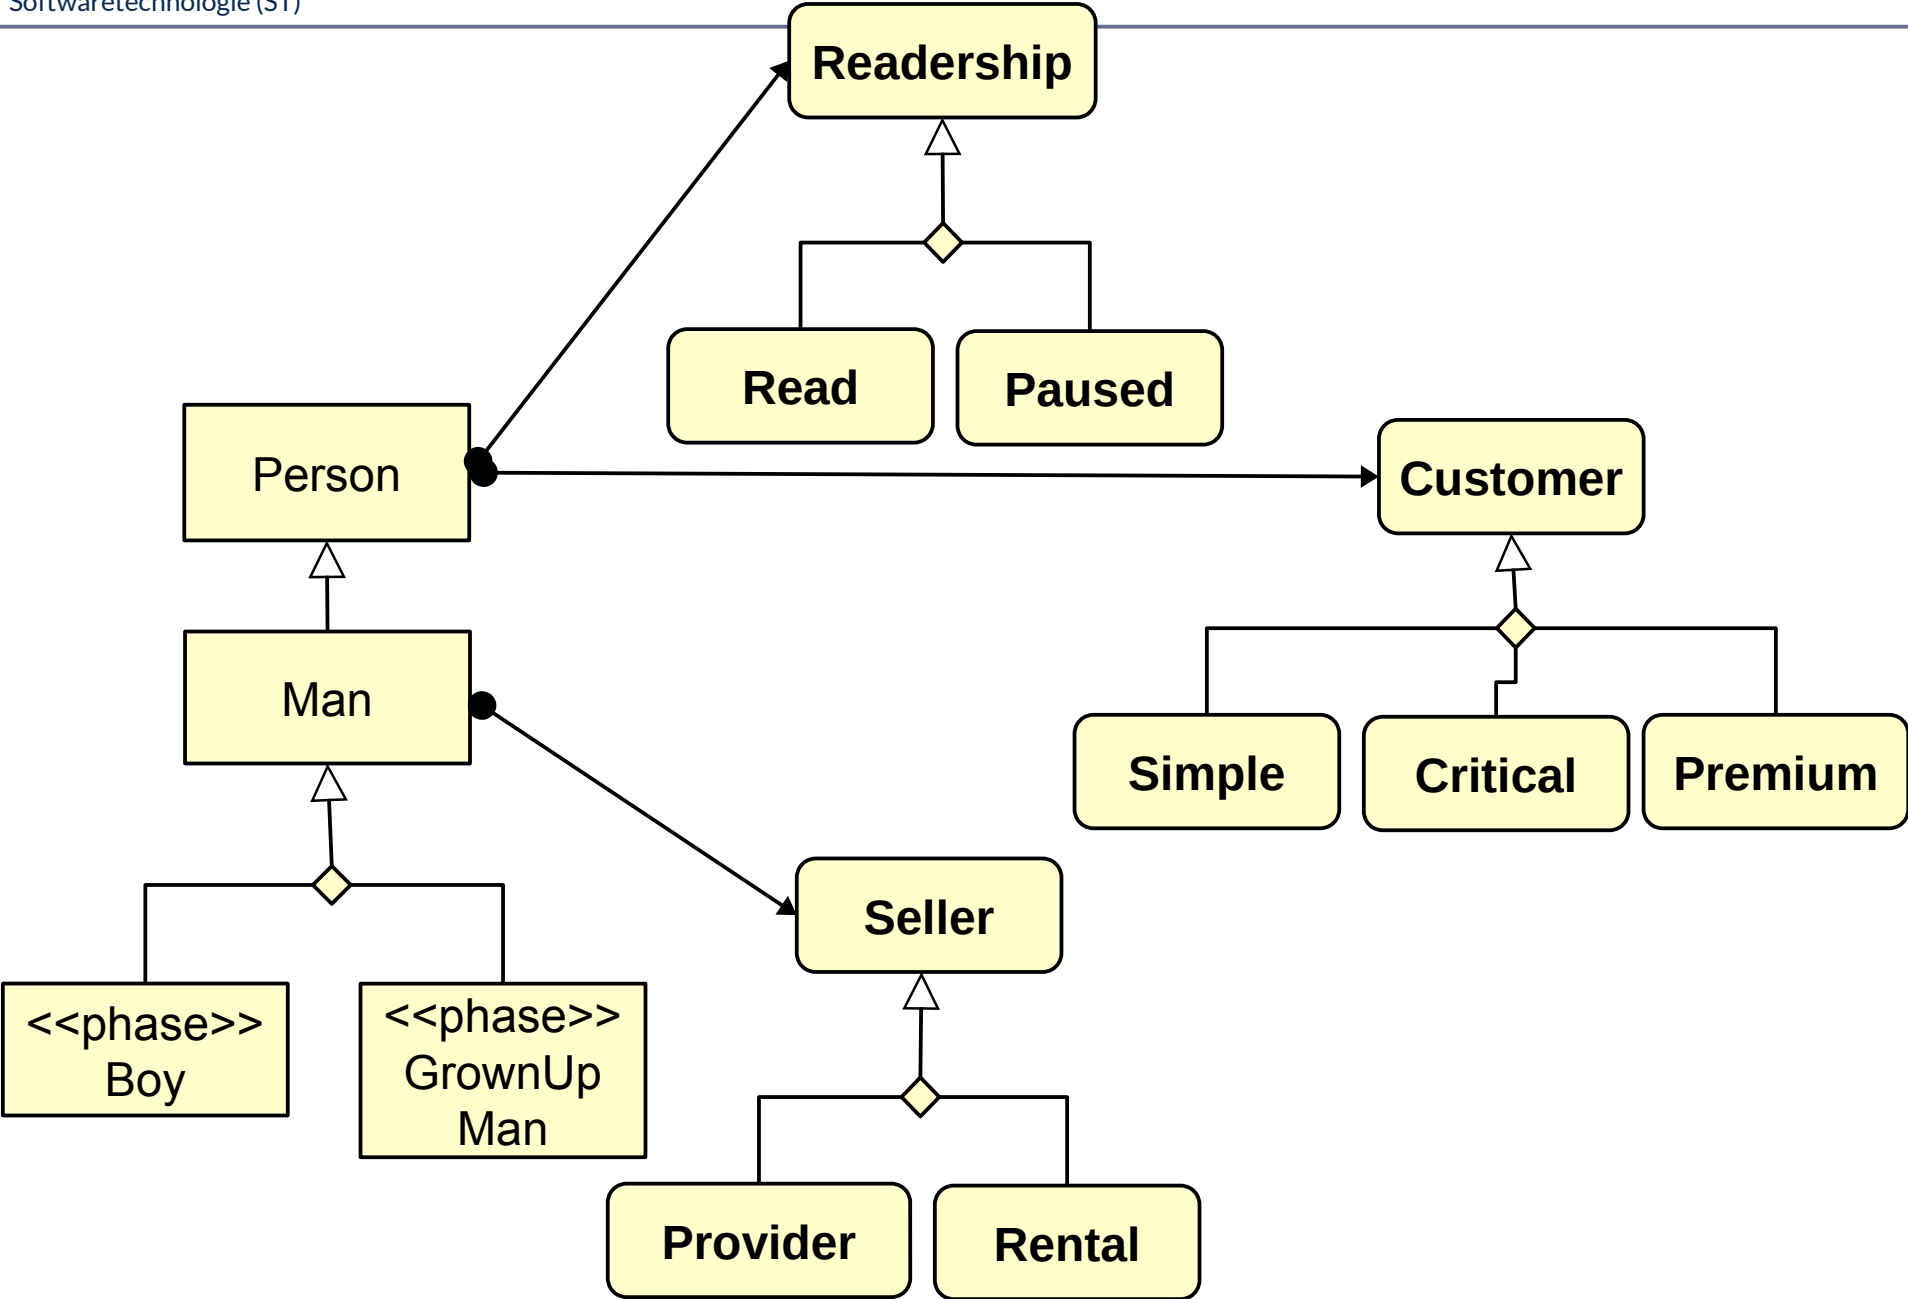 Softwaretechnologie (ST)
Readership
Read
Paused
Person
Customer
Man
Simple
Critical
Premium
Seller
<<phase>>
Boy
<<phase>>
GrownUp
Man
Provider
Rental